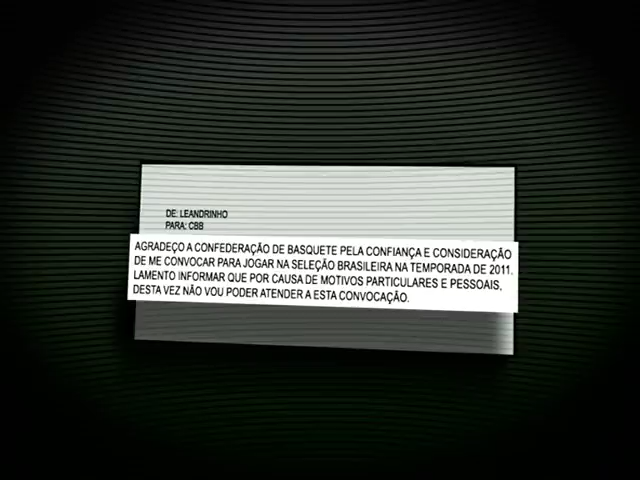 DE: LEANDRINHO
PARA: CBB
AGRADEÇO A CONFEDERAÇÃO DE BASQUETE PELA CONFIANÇA E CONSIDERAÇÃO
DE ME CONVOCAR PARA JOGAR NA SELEÇÃO BRASILEIRA NA TEMPORADA DE 2011.
LAMENTO INFORMAR QUE POR CAUSA DE MOTIVOS PARTICULARES E PESSOAIS,
DESTA VEZ NÃO VOU PODER ATENDER A ESTA CONVOCAÇÃO.